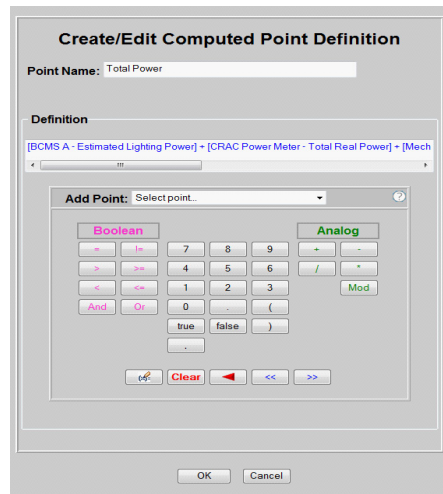 Create/Edit Computed Point Definition
Point Name: Total Power
Definition
[BCMS A - Estimated Lighting Power] + [CRAC Power Meter - Total Real Power] + [Mech
Add Point: Select point... ?
Boolean Analog
= != 7 8 9 + -
> >= 4 5 6 / *
< <= 1 2 3 Mod
And Or 0 . (
true false )
.
Clear << >>
OK Cancel